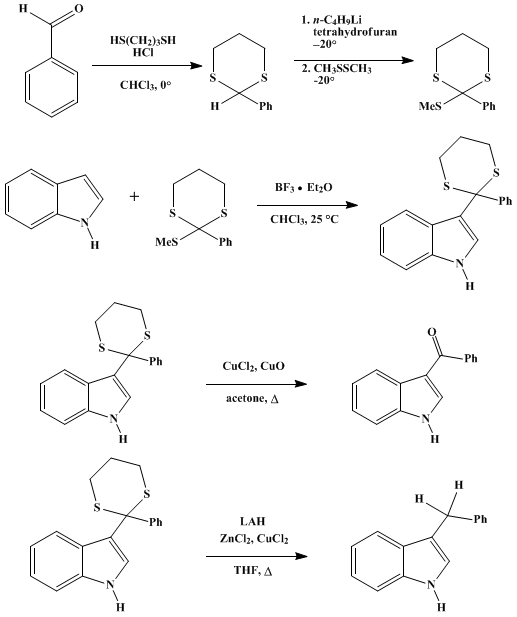 H O
HS(CH2)3SH
HCl
CHCl3, 0°
S S
H Ph
1. n-C4H9Li
tetrahydrofuran
–20°
2. CH3SSCH3
-20°
S S
MeS Ph
N
H
+
S S
MeS Ph
BF3 • Et2O
CHCl3, 25 °C
S
S
Ph
N
H
S
S
Ph
N
H
CuCl2, CuO
acetone, Δ
O
Ph
N
H
S
S
Ph
N
H
LAH
ZnCl2, CuCl2
THF, Δ
H H
Ph
N
H